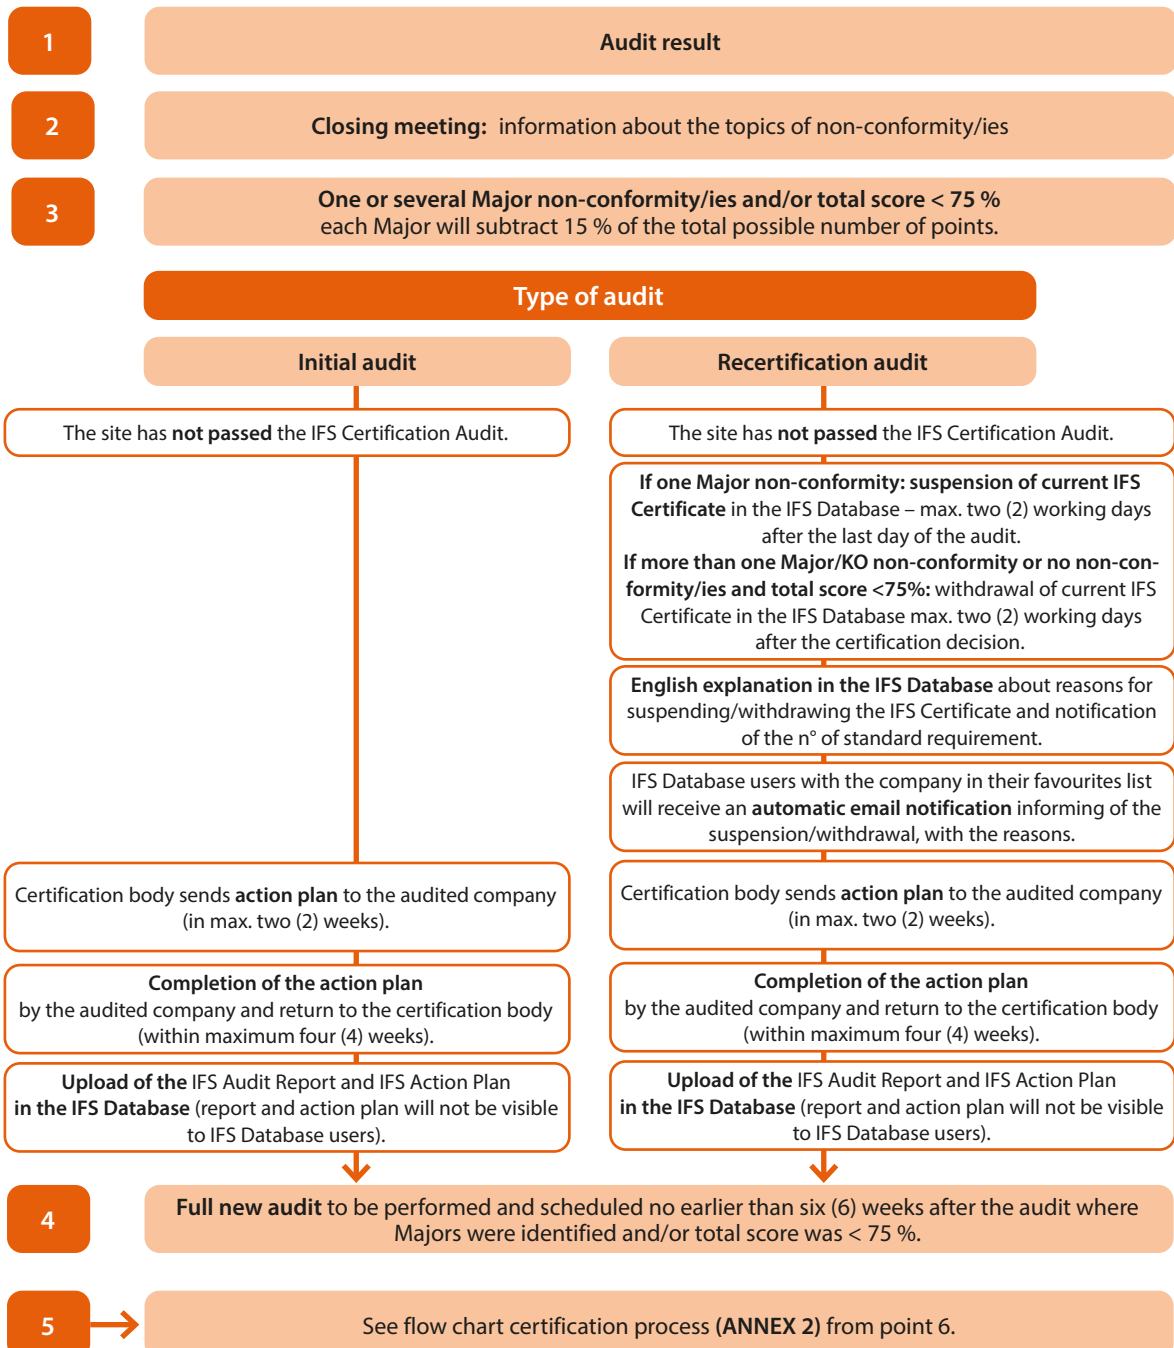 1
Audit result
2
Closing meeting: information about the topics of non-conformity/ies
3
One or several Major non-conformity/ies and/or total score < 75 %
each Major will subtract 15 % of the total possible number of points.
Type of audit
Initial audit
The site has not passed the IFS Certification Audit.
Certification body sends action plan to the audited company
(in max. two (2) weeks).
Completion of the action plan
by the audited company and return to the certification body
(within maximum four (4) weeks).
Upload of the IFS Audit Report and IFS Action Plan
in the IFS Database (report and action plan will not be visible
to IFS Database users).
Recertification audit
The site has not passed the IFS Certification Audit.
If one Major non-conformity: suspension of current IFS
Certificate in the IFS Database – max. two (2) working days
after the last day of the audit.
If more than one Major/KO non-conformity or no non-con-
formity/ies and total score <75%: withdrawal of current IFS
Certificate in the IFS Database max. two (2) working days
after the certification decision.
English explanation in the IFS Database about reasons for
suspending/withdrawing the IFS Certificate and notification
of the n° of standard requirement.
IFS Database users with the company in their favourites list
will receive an automatic email notification informing of the
suspension/withdrawal, with the reasons.
Certification body sends action plan to the audited company
(in max. two (2) weeks).
Completion of the action plan
by the audited company and return to the certification body
(within maximum four (4) weeks).
Upload of the IFS Audit Report and IFS Action Plan
in the IFS Database (report and action plan will not be visible
to IFS Database users).
4
Full new audit to be performed and scheduled no earlier than six (6) weeks after the audit where
Majors were identified and/or total score was < 75 %.
5
See flow chart certification process (ANNEX 2) from point 6.